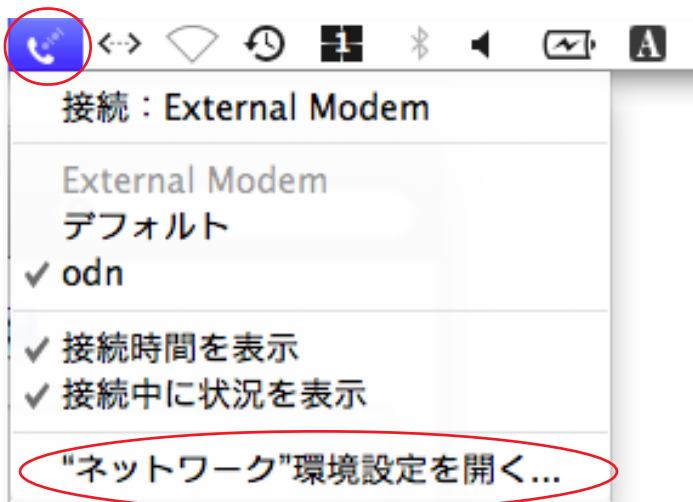 1
A
接続：External Modem
External Modem
デフォルト
odn
接続時間を表示
接続中に状況を表示
“ネットワーク”環境設定を開く...